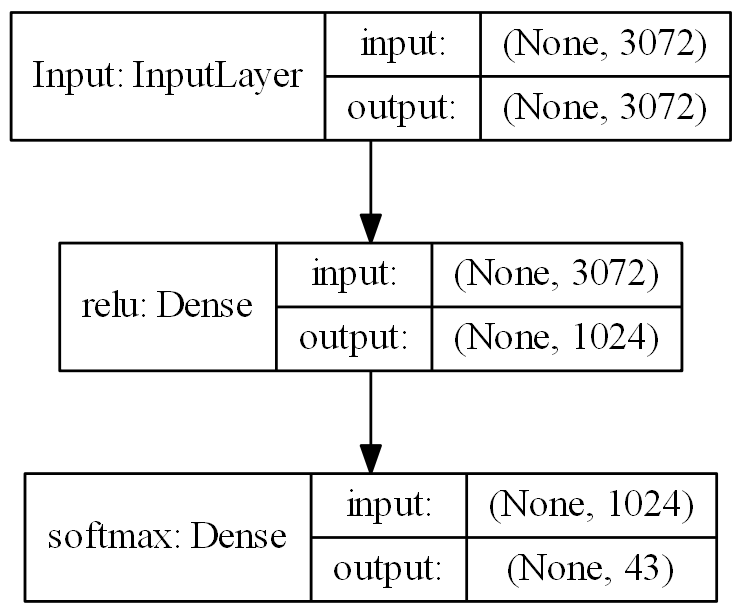 Input: InputLayer
input:
(None, 3072)
output:
(None, 3072)
relu: Dense
input:
(None, 3072)
output:
(None, 1024)
softmax: Dense
input:
(None, 1024)
output:
(None, 43)